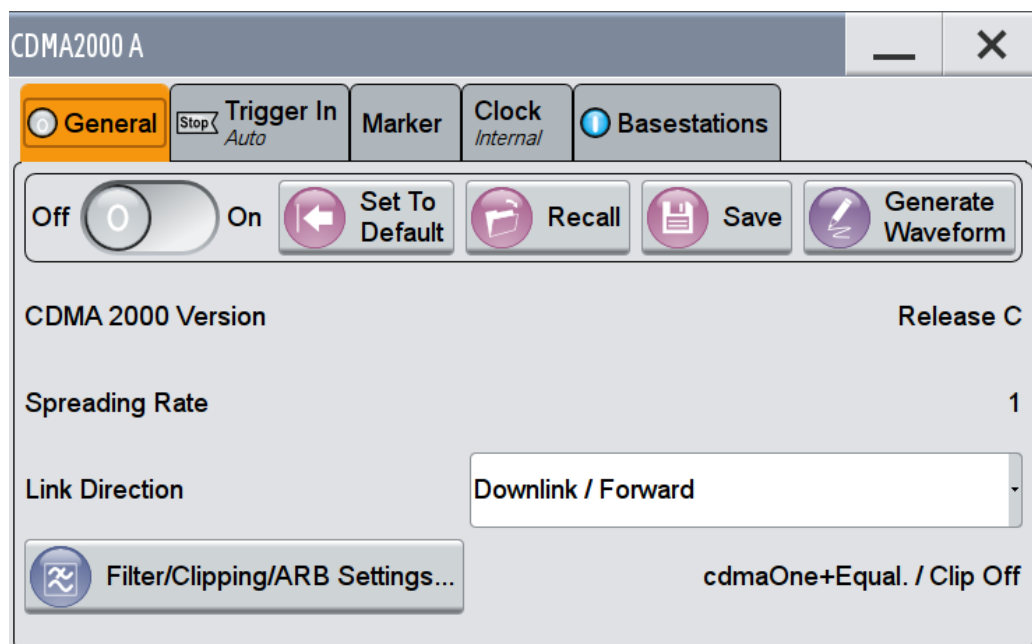 CDMA2000 A
General
Stop
Trigger In
Auto
Marker
Clock
Internal
Basestations
Off
0
On
Set To
Default
Recall
Save
Generate
Waveform
CDMA 2000 Version
Release C
Spreading Rate
1
Link Direction
Downlink / Forward
Filter/Clipping/ARB Settings...
cdmaOne+Equal. / Clip Off